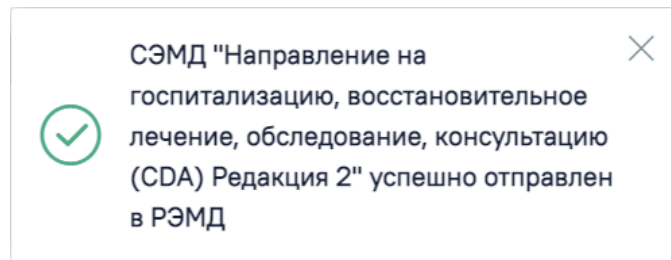 СЭМД "Направление на
госпитализацию, восстановительное
лечение, обследование, консультацию
(CDA) Редакция 2" успешно отправлен
в РЭМД